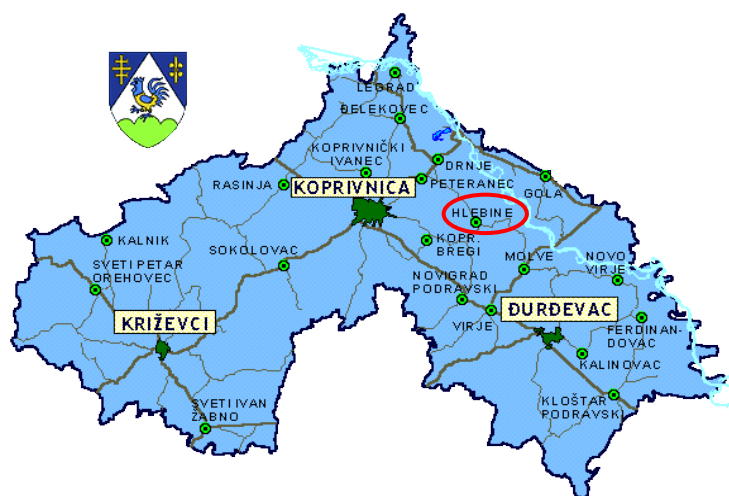 LEGRAD
ĐELEKOVEC
KOPRIVNIČKI
IVANEC
DRNJE
RASINJA
KOPRIVNICA
PETERANEC
GOLA
HLEBINE
KALNIK
SOKOLOVAC
KOPR.
BREGI
MOLVE
NOVO
VIRJE
SVETI PETAR
OREHOVEC
NOVIGRAD
PODRAVSKI
KRIŽEVCI
VIRJE
ĐURĐEVAC
FERDINAN-
DOVAC
KALINOVAC
SVETI IVAN
ŽABNO
KLOŠTAR
PODRAVSKI